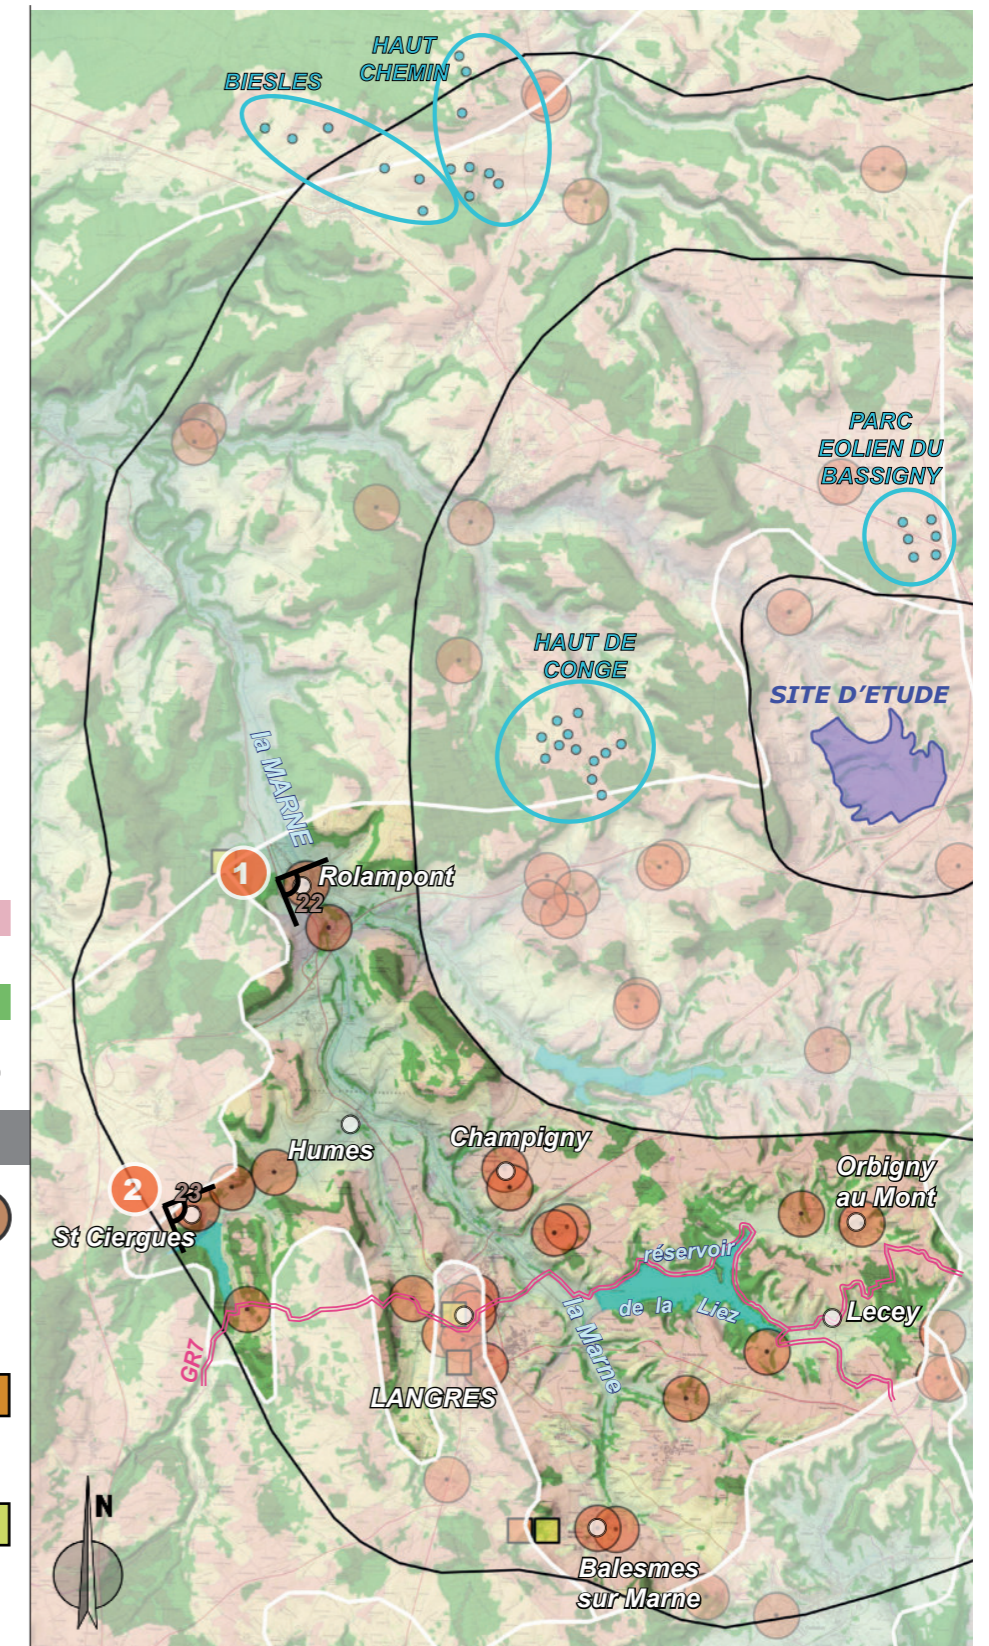 HAUT
CHEMIN
BIESLES
PARC
EOLIEN DU
BASSIGNY
HAUT DE
CONGE
SITE D'ETUDE
la MARNE
1
Rolampont
22
Humes
Champigny
Orbigny
au Mont
2
23
St Ciergues
réservoir
de la Liez
la Marne
Lecey
GR7
LANGRES
N
Balesmes
sur Marne